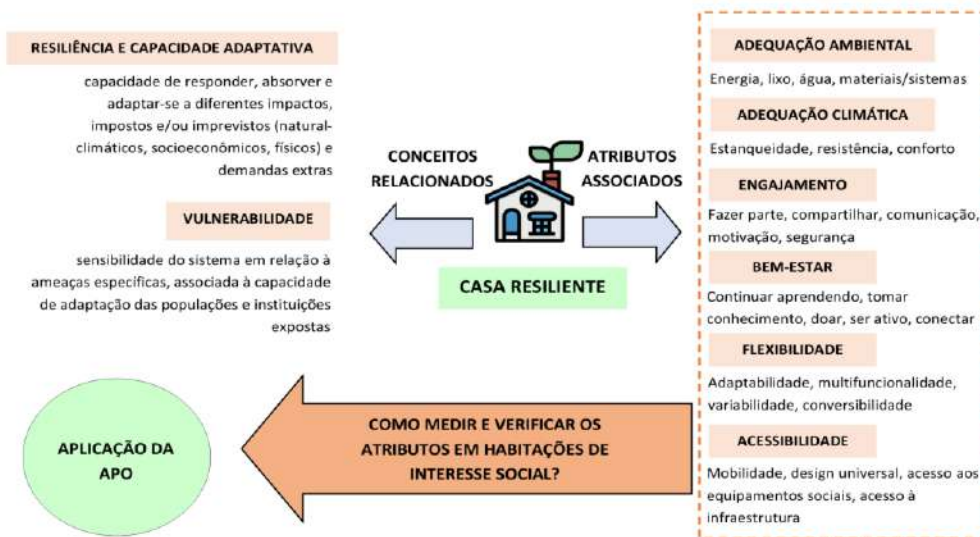 RESILIÊNCIA E CAPACIDADE ADAPTATIVA
capacidade de responder, absorver e
adaptar-se a diferentes impactos,
impostos e/ou imprevistos (natural-
climáticos, socioeconômicos, físicos) e
demandas extras
VULNERABILIDADE
sensibilidade do sistema em relação à
ameaças específicas, associada à capacidade
de adaptação das populações e instituições
expostas
CONCEITOS
RELACIONADOS
ATRIBUTOS
ASSOCIADOS
CASA RESILIENTE
ADEQUAÇÃO AMBIENTAL
Energia, lixo, água, materiais/sistemas
ADEQUAÇÃO CLIMÁTICA
Estanqueidade, resistência, conforto
ENGAJAMENTO
Fazer parte, compartilhar, comunicação,
motivação, segurança
BEM-ESTAR
Continuar aprendendo, tomar
conhecimento, doar, ser ativo, conectar
FLEXIBILIDADE
Adaptabilidade, multifuncionalidade,
variabilidade, conversibilidade
ACESSIBILIDADE
Mobilidade, design universal, acesso aos
equipamentos sociais, acesso à
infraestrutura
COMO MEDIR E VERIFICAR OS
ATRIBUTOS EM HABITAÇÕES DE
INTERESSE SOCIAL?
APLICAÇÃO DA
APO